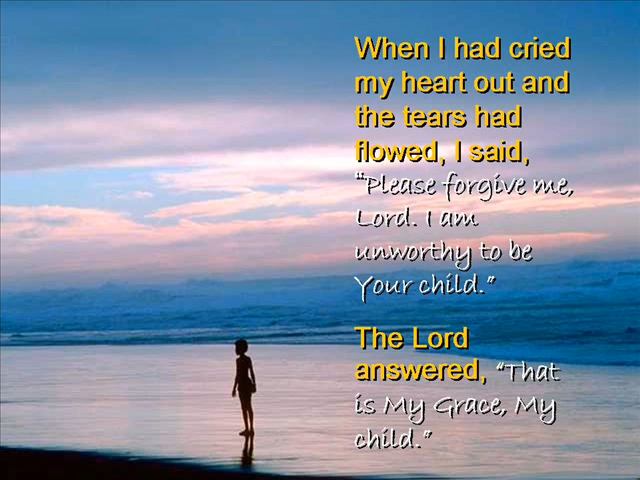 When I had cried
my heart out and
the tears had
flowed, I said,
"Please forgive me,
Lord. I am
unworthy to be
Your child."
The Lord
answered, "That
is My Grace, My
child."